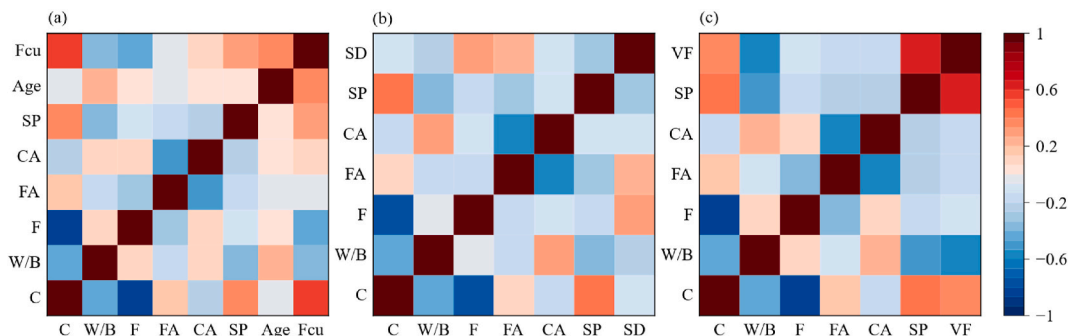 (a)
Fcu
Age
SP
CA
FA
F
W/B
C
C W/B F FA CA SP Age Fcu
(b)
SD
SP
CA
FA
F
W/B
C
C W/B F FA CA SP SD
(c)
VF
SP
CA
FA
F
W/B
C
C W/B F FA CA SP VF
1
0.6
0.2
−0.2
−0.6
−1